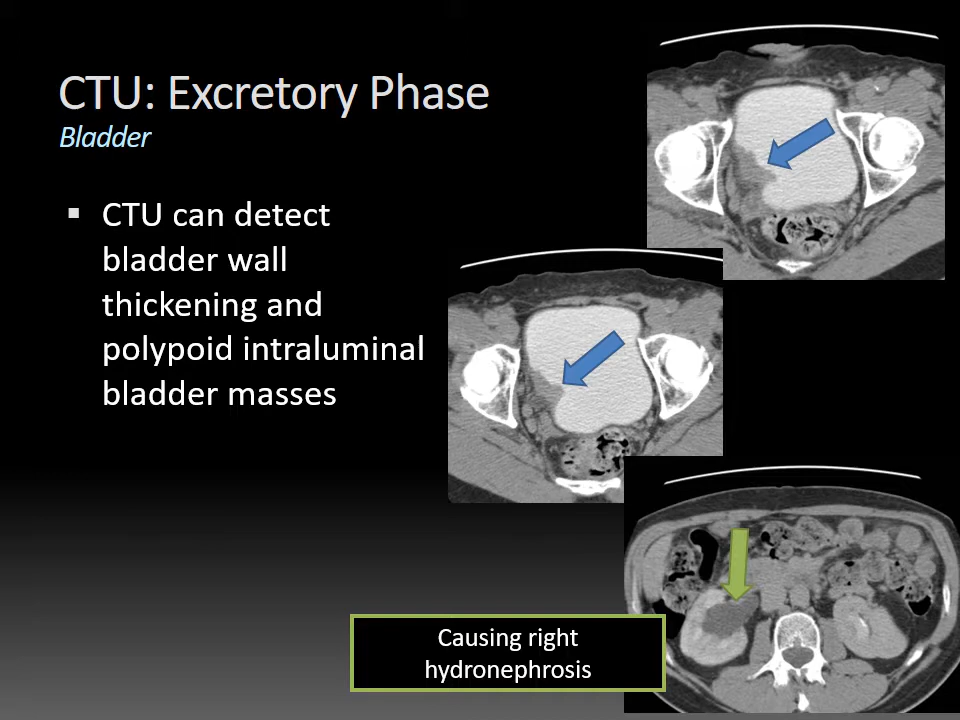 CTU: Excretory Phase
Bladder
▪ CTU can detect
bladder wall
thickening and
polypoid intraluminal
bladder masses
Causing right
hydronephrosis